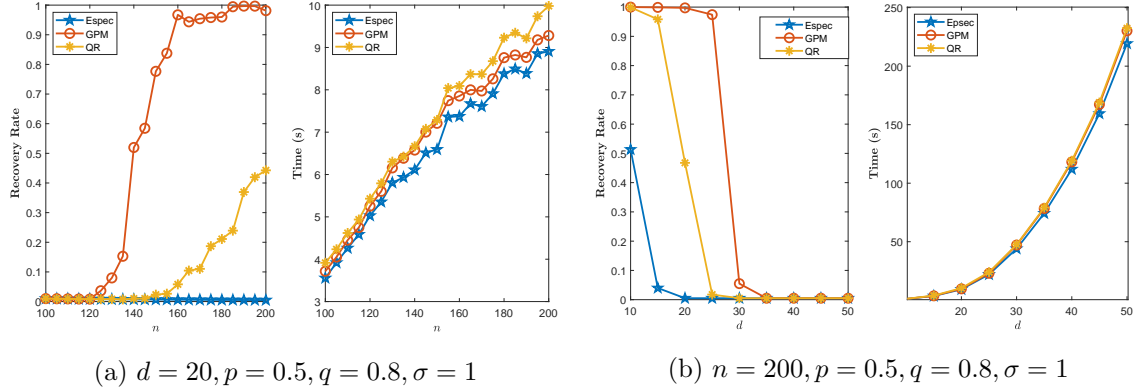 Espec
GPM
QR
Recovery Rate
1
0.9
0.8
0.7
0.6
0.5
0.4
0.3
0.2
0.1
0
100 120 140 160 180 200
n
Espec
GPM
QR
Time (s)
10
9
8
7
6
5
4
3
100 120 140 160 180 200
n
(a) d = 20, p = 0.5, q = 0.8, σ = 1
Espec
GPM
QR
Recovery Rate
1
0.9
0.8
0.7
0.6
0.5
0.4
0.3
0.2
0.1
0
10 20 30 40 50
d
Epsec
GPM
QR
Time (s)
250
200
150
100
50
20 30 40 50
d
(b) n = 200, p = 0.5, q = 0.8, σ = 1